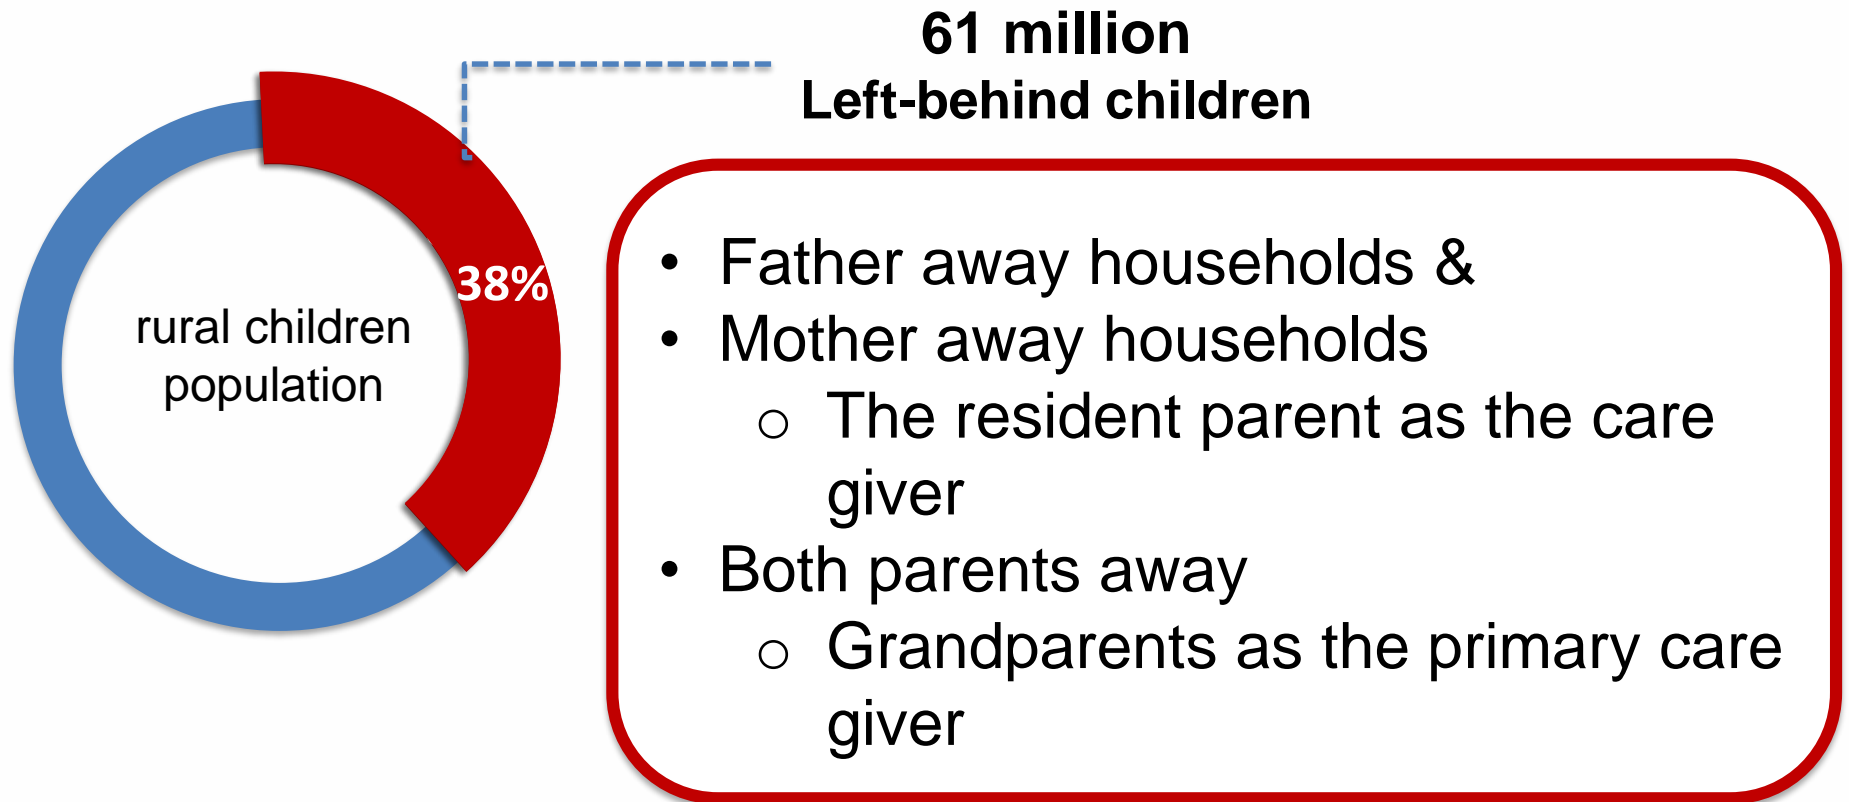 61 million
Left-behind children
38%
rural children
population
• Father away households &
• Mother away households
o The resident parent as the care
giver
• Both parents away
o Grandparents as the primary care
giver